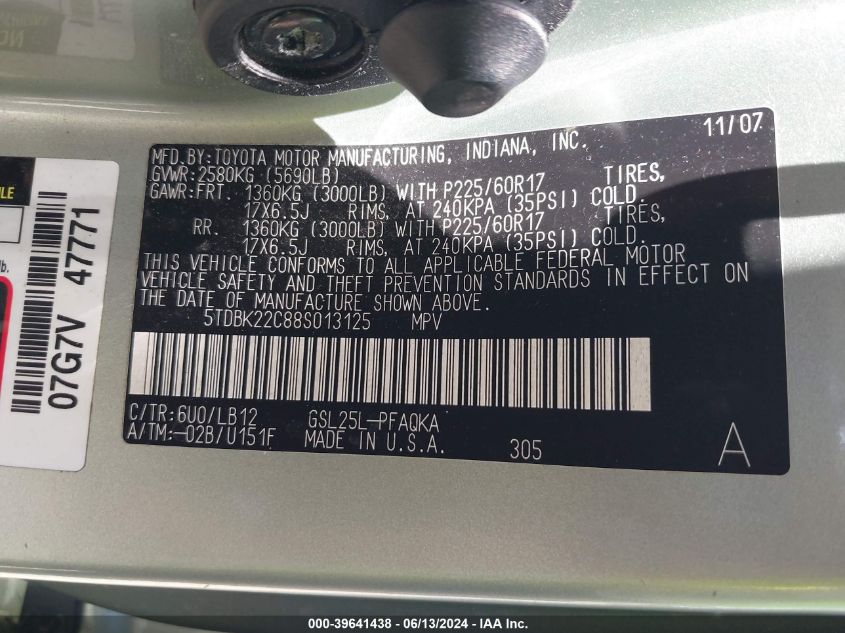 11/07
MFD.BY:TOYOTA MOTOR MANUFACTURING, INDIANA, INC.
GVWR:2580KG (5690LB)
GAWR:FRT. 1360KG (3000LB) WITH P225/60R17 TIRES,
17X6.5J RIMS, AT 240KPA (35PSI) COLD.
RR. 1360KG (3000LB) WITH P225/60R17 TIRES,
17X6.5J RIMS, AT 240KPA (35PSI) COLD.
THIS VEHICLE CONFORMS TO ALL APPLICABLE FEDERAL MOTOR
VEHICLE SAFETY AND THEFT PREVENTION STANDARDS IN EFFECT ON
THE DATE OF MANUFACTURE SHOWN ABOVE.
5TDBK22C88S013125 MPV
C/TR:6U0/LB12 GSL25L-PFAQKA
A/TM:-02B/U151F MADE IN U.S.A.
305
A
07G7V 47771
lb.
000-39641438 - 06/13/2024 - IAA Inc.